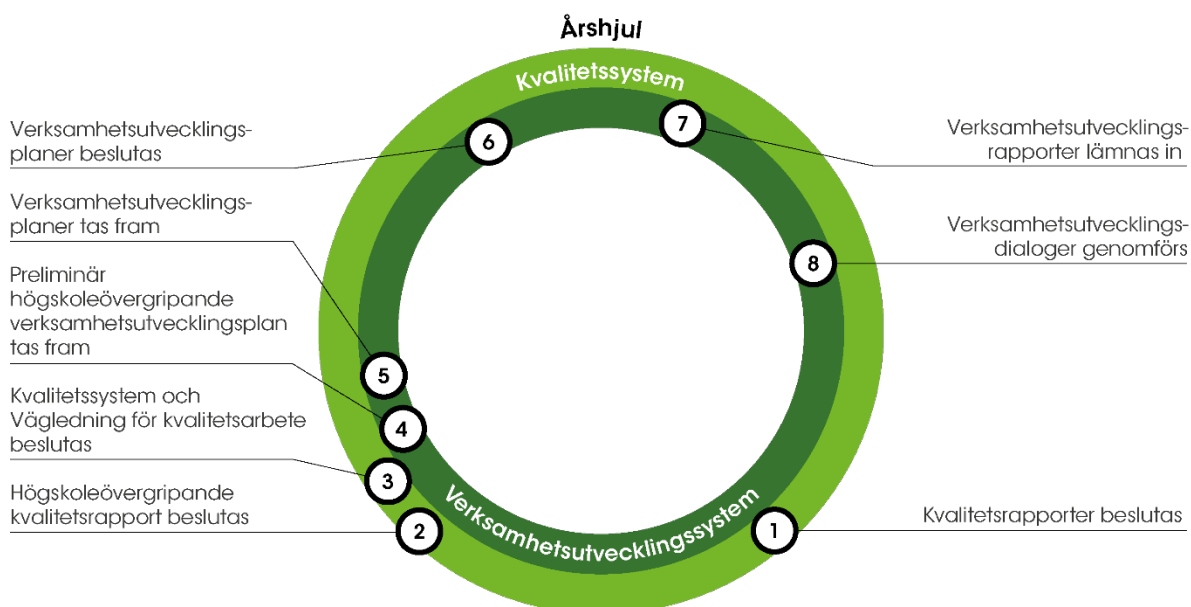 Årshjul
Kvalitetssystem
Verksamhetsutvecklingssystem
Verksamhetsutvecklings-
planer beslutas
6
Verksamhetsutvecklings-
planer tas fram
5
Preliminär
högskoleövergripande
verksamhetsutvecklingsplan
tas fram
4
Kvalitetssystem och
Vägledning för kvalitetsarbete
beslutas
3
Högskoleövergripande
kvalitetsrapport beslutas
2
7
Verksamhetsutvecklings-
rapporter lämnas in
8
Verksamhetsutvecklings-
dialoger genomförs
1
Kvalitetsrapporter beslutas